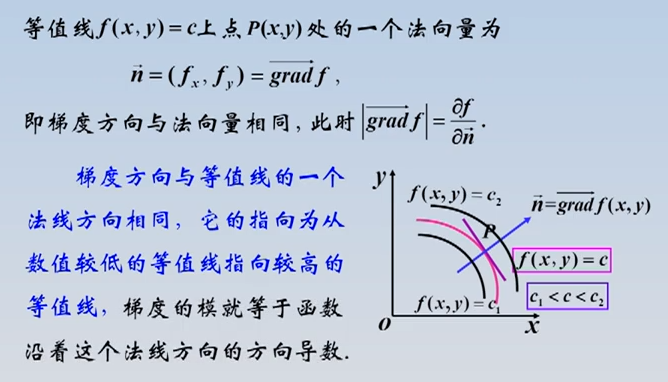 等值线f(x,y)=c上点P(x,y)处的一个法向量为
n⃗=(fₓ,f_y)=grad f,
即梯度方向与法向量相同,此时|grad f|=∂f/∂n⃗.
梯度方向与等值线的一个
法线方向相同，它的指向为从
数值较低的等值线指向较高的
等值线，梯度的模就等于函数
沿着这个法线方向的方向导数.
y
f(x,y)=c₂
n⃗=grad f(x,y)
P
f(x,y)=c
f(x,y)=c₁
c₁<c<c₂
o
x